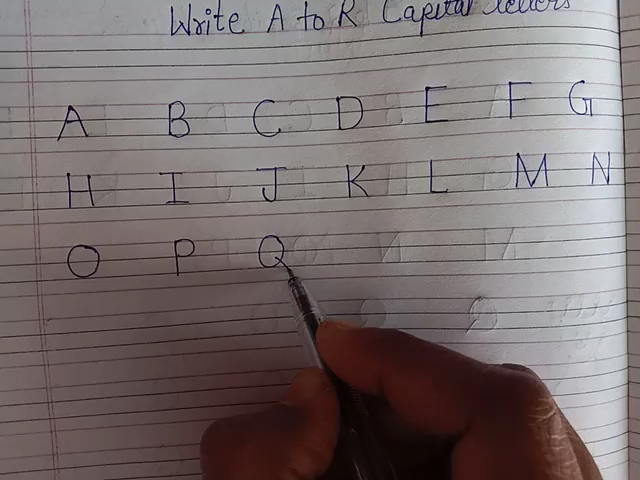 Write A to R Capital letters
A B C D E F G
H I J K L M N
O P Q